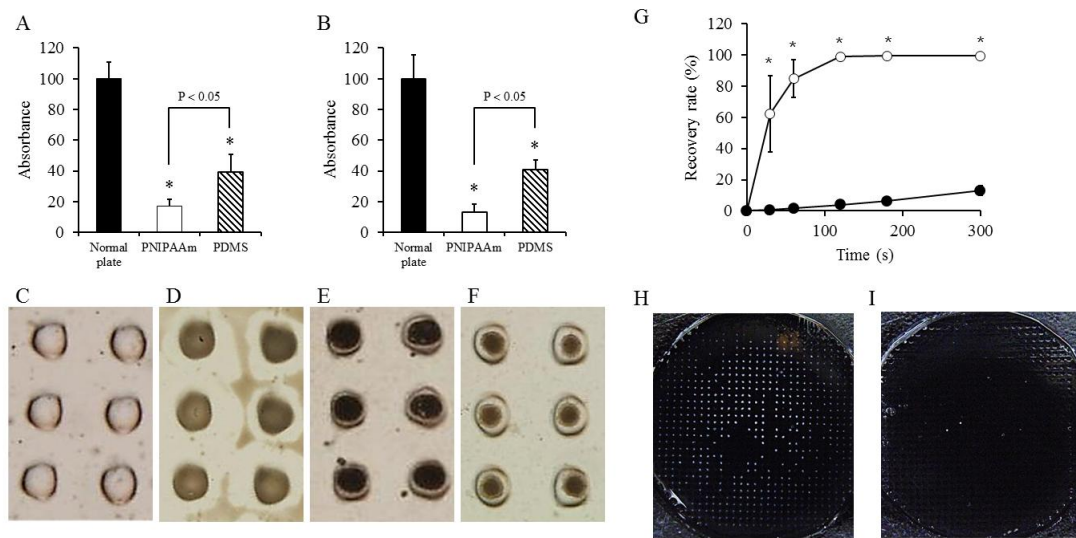 A
B
G
120
100
80
60
40
20
0
Absorbance
P < 0.05
*
*
Normal
plate
PNIPAAm
PDMS
120
100
80
60
40
20
0
Absorbance
P < 0.05
*
*
Normal
plate
PNIPAAm
PDMS
120
100
80
60
40
20
0
Recovery rate (%)
* * * * *
0 100 200 300
Time (s)
C
D
E
F
H
I